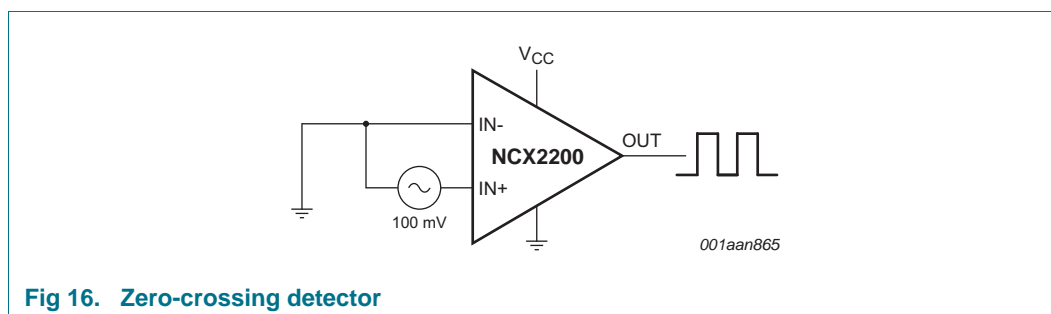 VCC
IN-
OUT
NCX2200
IN+
100 mV
001aan865
Fig 16. Zero-crossing detector